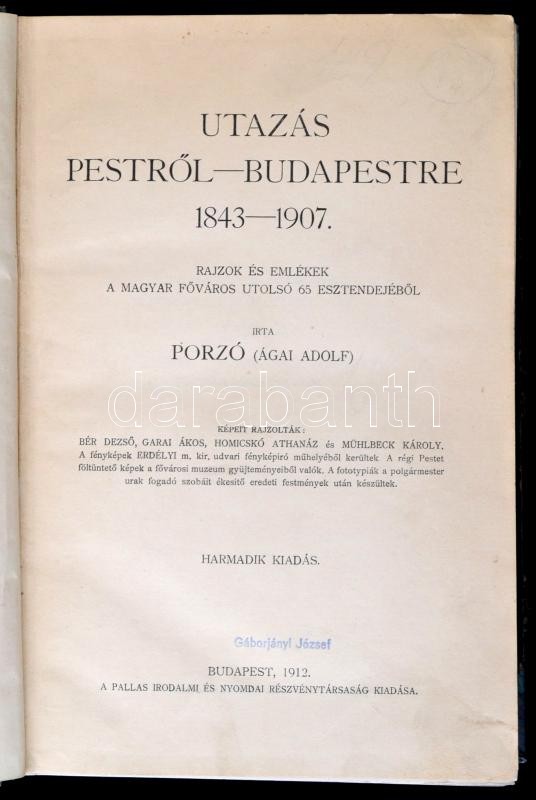 UTAZÁS
PESTRŐL—BUDAPESTRE
1843—1907.
RAJZOK ÉS EMLÉKEK
A MAGYAR FŐVÁROS UTOLSÓ 65 ESZTENDEJÉBŐL
IRTA
PORZÓ (ÁGAI ADOLF)
darabanth
KÉPEIT RAJZOLTÁK:
BÉR DEZSŐ, GARAI ÁKOS, HOMICSKÓ ATHANÁZ és MÜHLBECK KÁROLY.
A fényképek ERDÉLYI m. kir. udvari fényképíró műhelyéből kerültek A régi Pestet
föltüntető képek a fővárosi muzeum gyüjteményeiből valók. A fototypiák a polgármester
urak fogadó szobáit ékesitő eredeti festmények után készültek.
HARMADIK KIADÁS.
Gáborjányi József
BUDAPEST, 1912.
A PALLAS IRODALMI ÉS NYOMDAI RÉSZVÉNYTÁRSASÁG KIADÁSA.